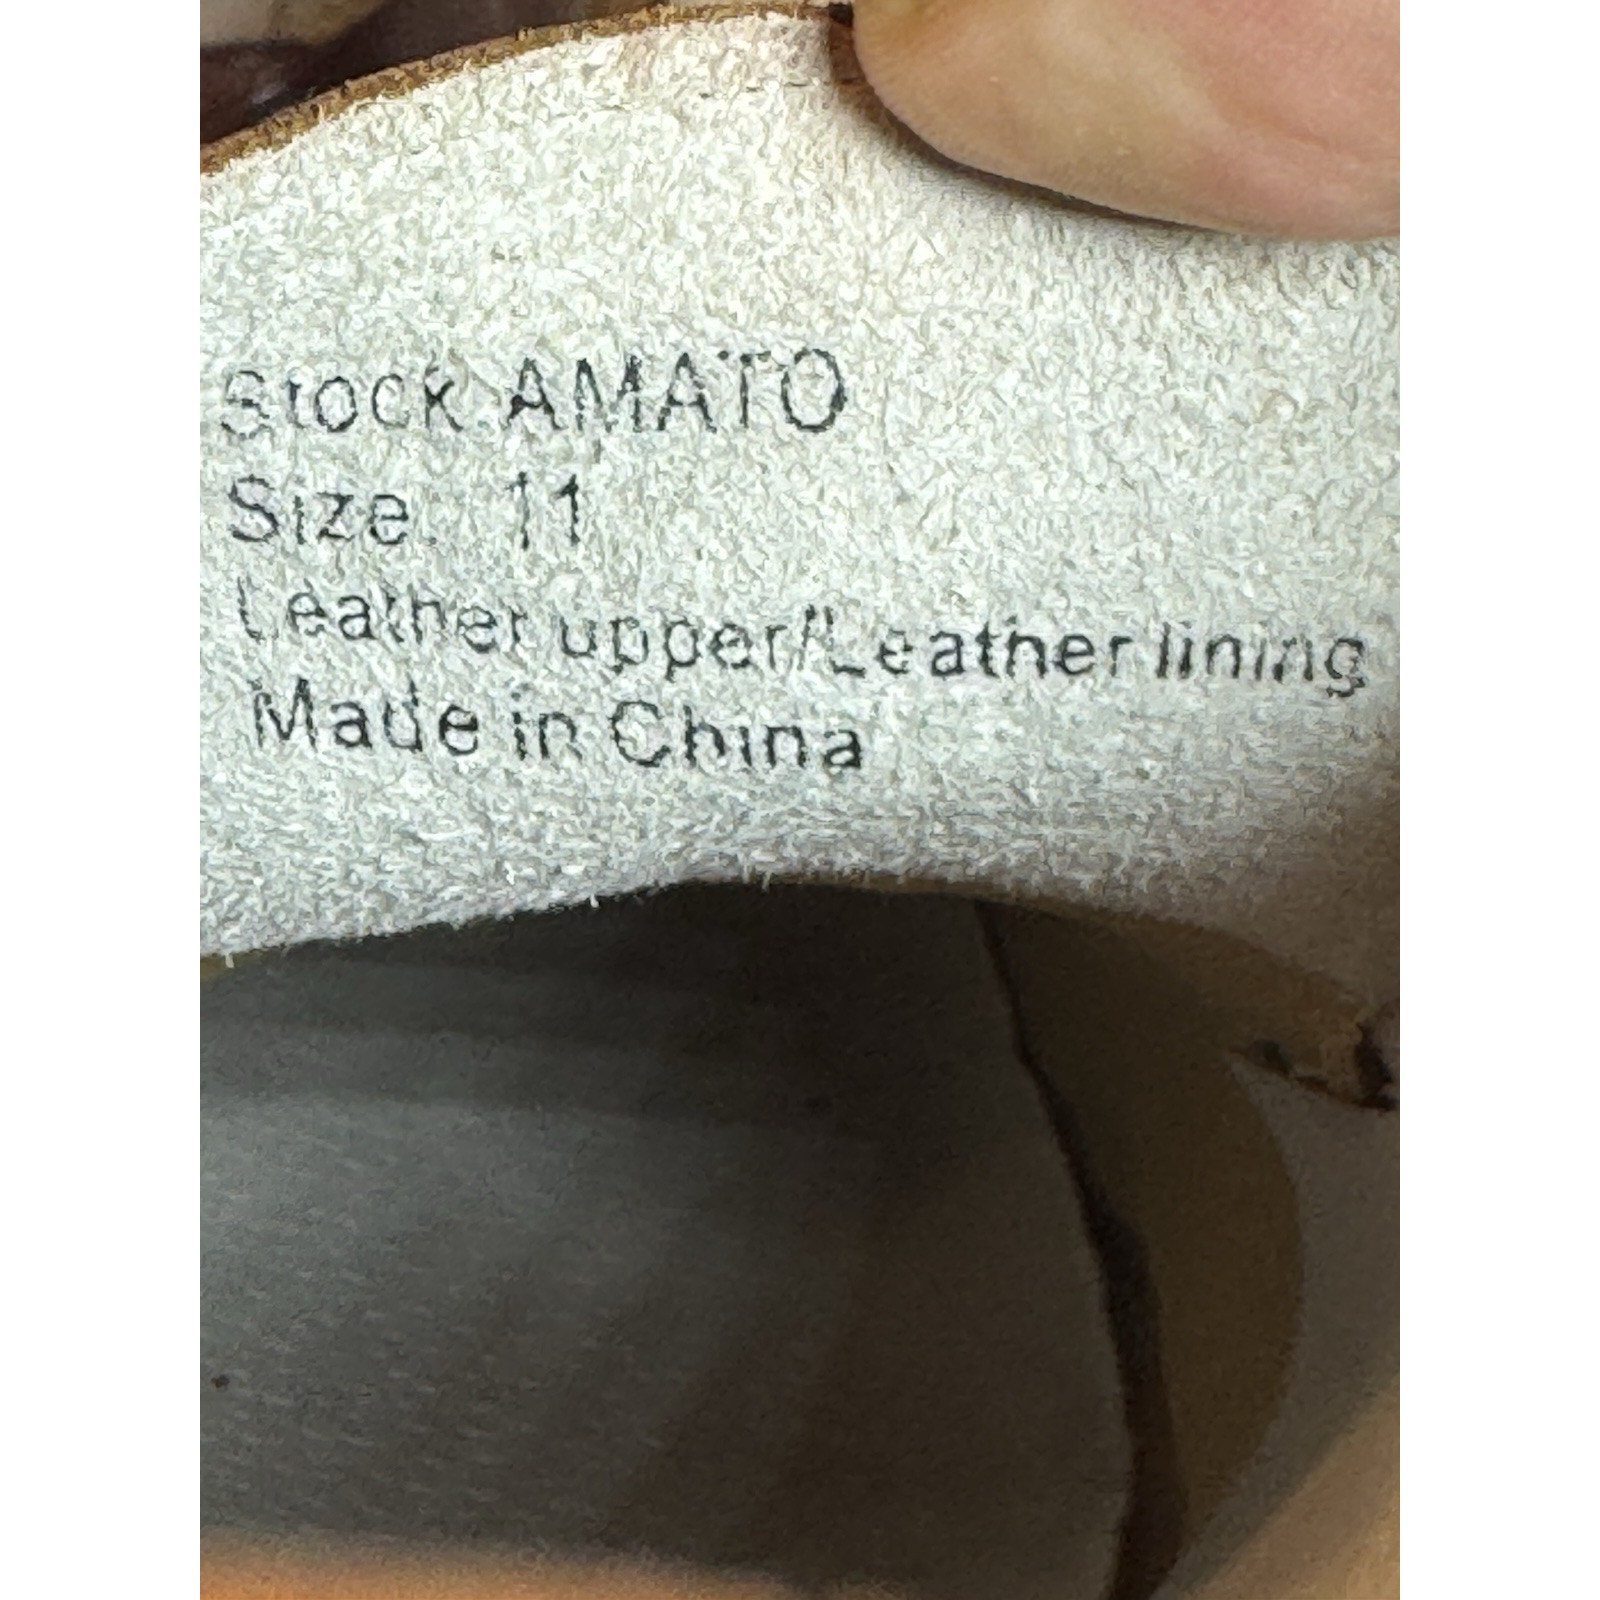 Stock AMATO
Size. 11
Leather upper/Leather lining
Made in China